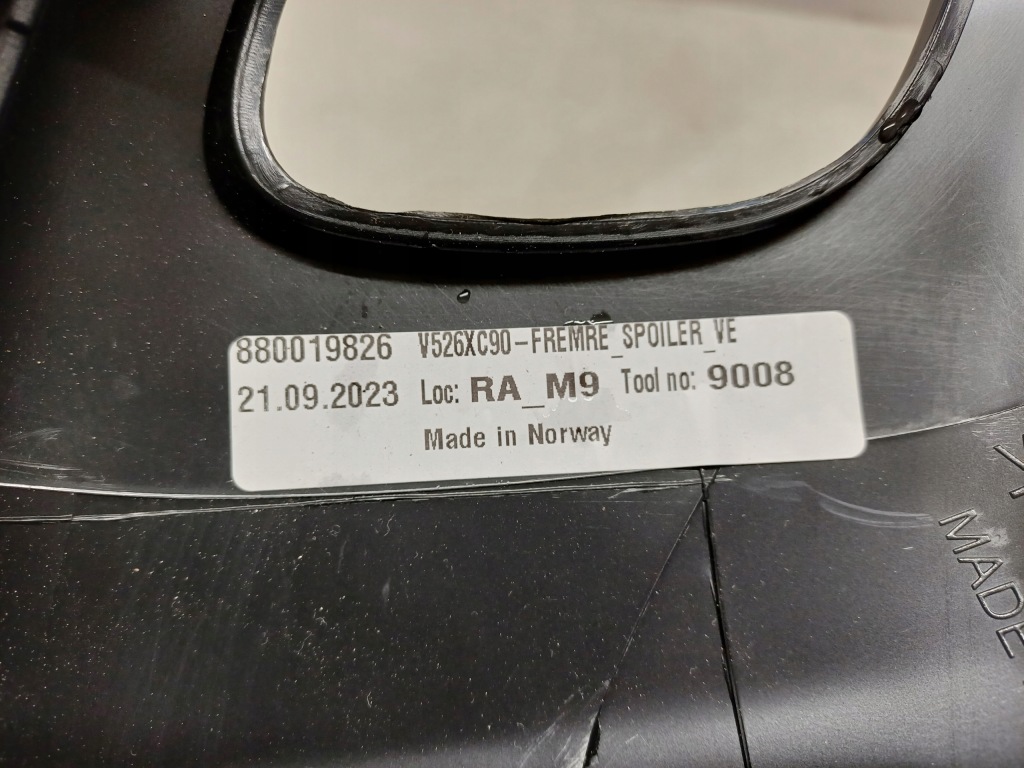 880019826 V526XC90-FREMRE_SPOILER_VE
21.09.2023 Loc: RA_M9 Tool no: 9008
Made in Norway
MADE